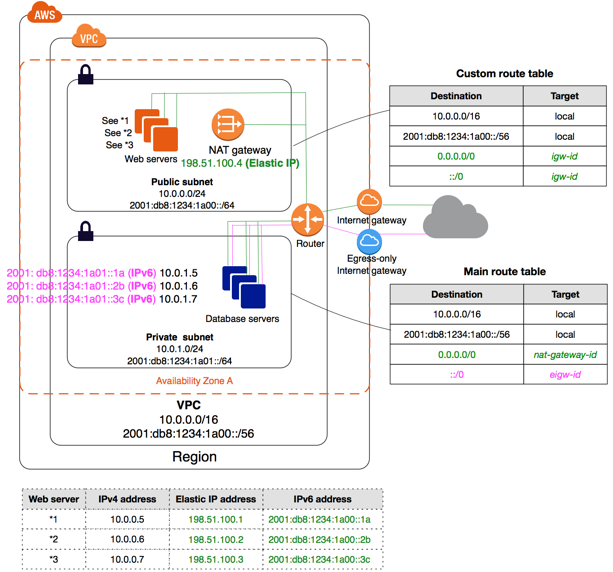 AWS
VPC
See *1
See *2
See *3
Web servers
NAT gateway
198.51.100.4 (Elastic IP)
Public subnet
10.0.0.0/24
2001:db8:1234:1a00::/64
Router
Internet gateway
Egress-only
Internet gateway
2001: db8:1234:1a01::1a (IPv6) 10.0.1.5
2001: db8:1234:1a01::2b (IPv6) 10.0.1.6
2001: db8:1234:1a01::3c (IPv6) 10.0.1.7
Database servers
Private subnet
10.0.1.0/24
2001:db8:1234:1a01::/64
Availability Zone A
VPC
10.0.0.0/16
2001:db8:1234:1a00::/56
Region
Custom route table
Destination Target
10.0.0.0/16 local
2001:db8:1234:1a00::/56 local
0.0.0.0/0 igw-id
::/0 igw-id
Main route table
Destination Target
10.0.0.0/16 local
2001:db8:1234:1a00::/56 local
0.0.0.0/0 nat-gateway-id
::/0 eigw-id
Web server IPv4 address Elastic IP address IPv6 address
*1 10.0.0.5 198.51.100.1 2001:db8:1234:1a00::1a
*2 10.0.0.6 198.51.100.2 2001:db8:1234:1a00::2b
*3 10.0.0.7 198.51.100.3 2001:db8:1234:1a00::3c